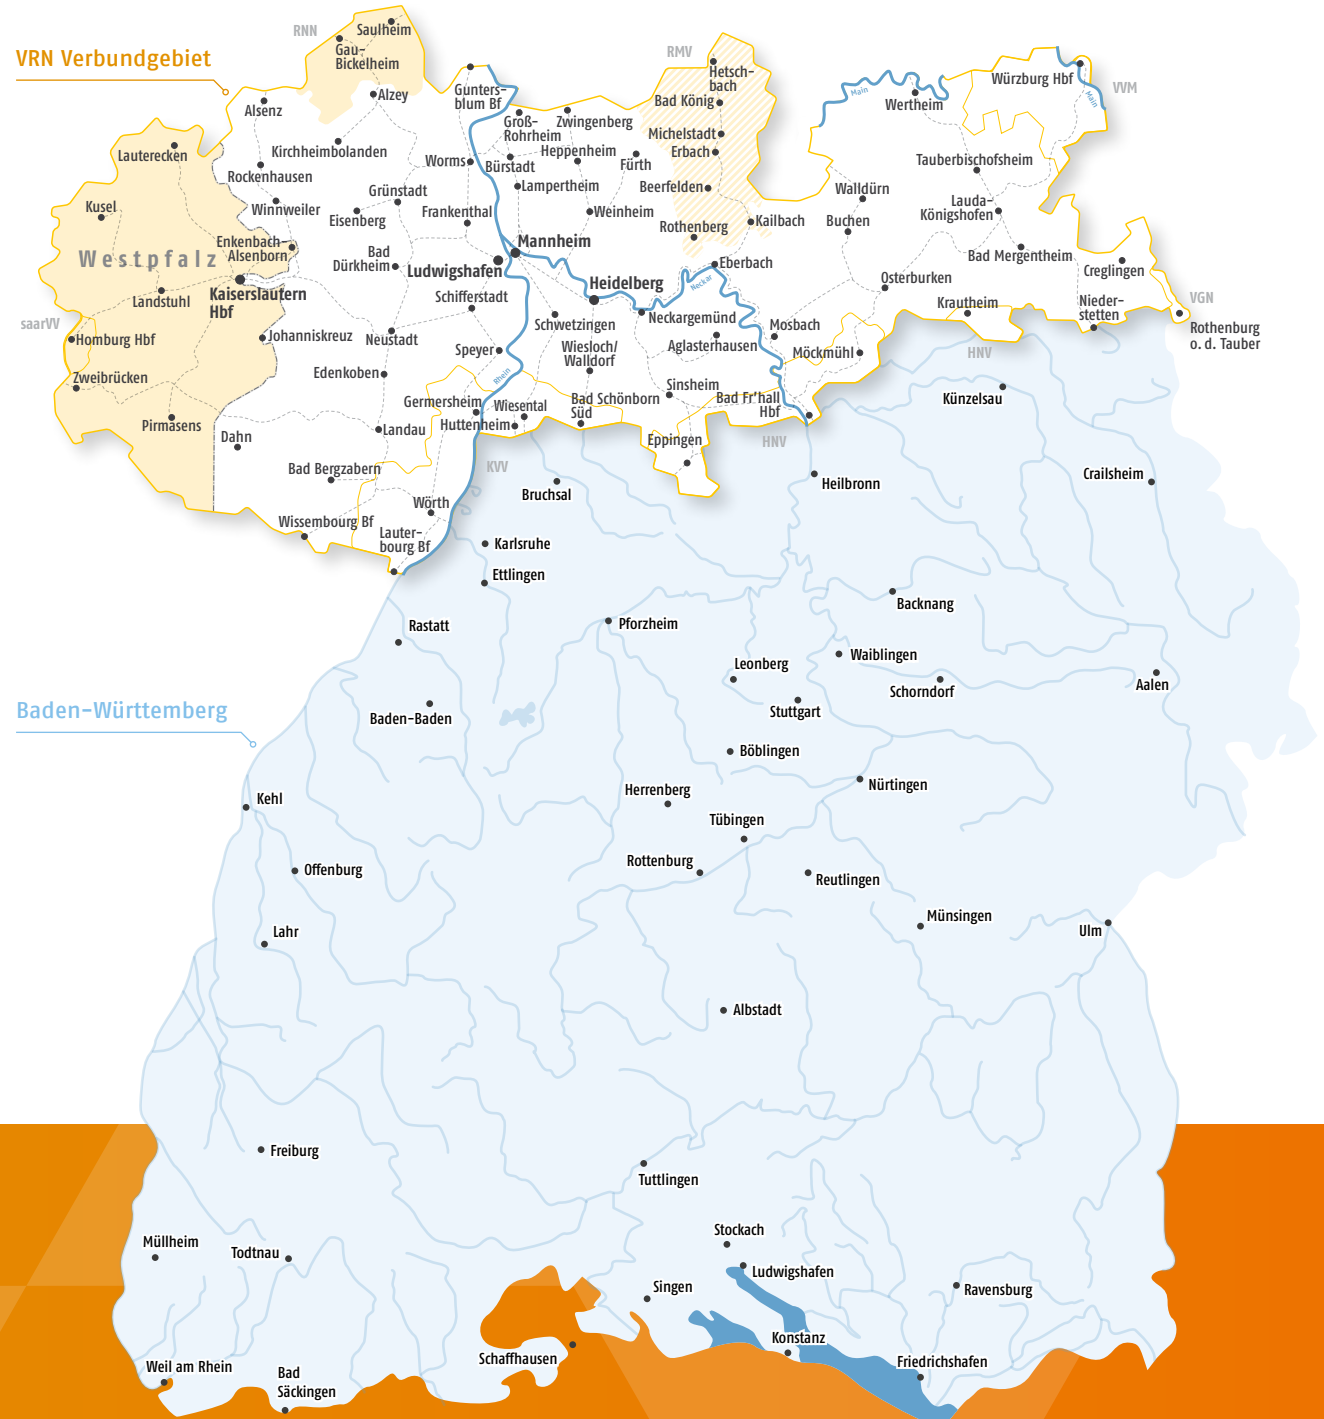 RNN
Saulheim
Gau-
Bickelheim
VRN Verbundgebiet
RMV
Hetsch-
bach
Würzburg Hbf
VVM
Main
Main
Alsenz
Alzey
Gunters-
blum Bf
Bad König
Wertheim
Groß-
Rohrheim
Zwingenberg
Michelstadt
Lauterecken
Kirchheimbolanden
Worms
Bürstadt
Heppenheim
Fürth
Erbach
Tauberbischofsheim
Rockenhausen
Grünstadt
Lampertheim
Beerfelden
Walldürn
Kusel
Winnweiler
Eisenberg
Frankenthal
Weinheim
Rothenberg
Kailbach
Buchen
Lauda-
Königshofen
Westpfalz
Enkenbach-
Alsenborn
Bad
Dürkheim
Mannheim
Ludwigshafen
Eberbach
Bad Mergentheim
Creglingen
Kaiserslautern
Hbf
Landstuhl
Schifferstadt
Heidelberg
Neckar
Osterburken
Krautheim
Nieder-
stetten
VGN
Rothenburg
o. d. Tauber
saarVV
Homburg Hbf
Johanniskreuz
Neustadt
Schwetzingen
Neckargemünd
Mosbach
HNV
Speyer
Wiesloch/
Walldorf
Aglasterhausen
Möckmühl
Zweibrücken
Edenkoben
Rhein
Sinsheim
Künzelsau
Pirmasens
Germersheim
Wiesental
Bad Schönborn
Süd
Bad Fr'hall
Hbf
Dahn
Landau
Huttenheim
Eppingen
HNV
Bad Bergzabern
KVV
Bruchsal
Heilbronn
Crailsheim
Wörth
Wissembourg Bf
Lauter-
bourg Bf
Karlsruhe
Ettlingen
Backnang
Rastatt
Pforzheim
Waiblingen
Leonberg
Schorndorf
Aalen
Baden-Württemberg
Baden-Baden
Stuttgart
Böblingen
Nürtingen
Kehl
Herrenberg
Tübingen
Offenburg
Rottenburg
Reutlingen
Lahr
Münsingen
Ulm
Albstadt
Freiburg
Tuttlingen
Müllheim
Todtnau
Stockach
Ludwigshafen
Singen
Ravensburg
Konstanz
Schaffhausen
Friedrichshafen
Weil am Rhein
Bad
Säckingen